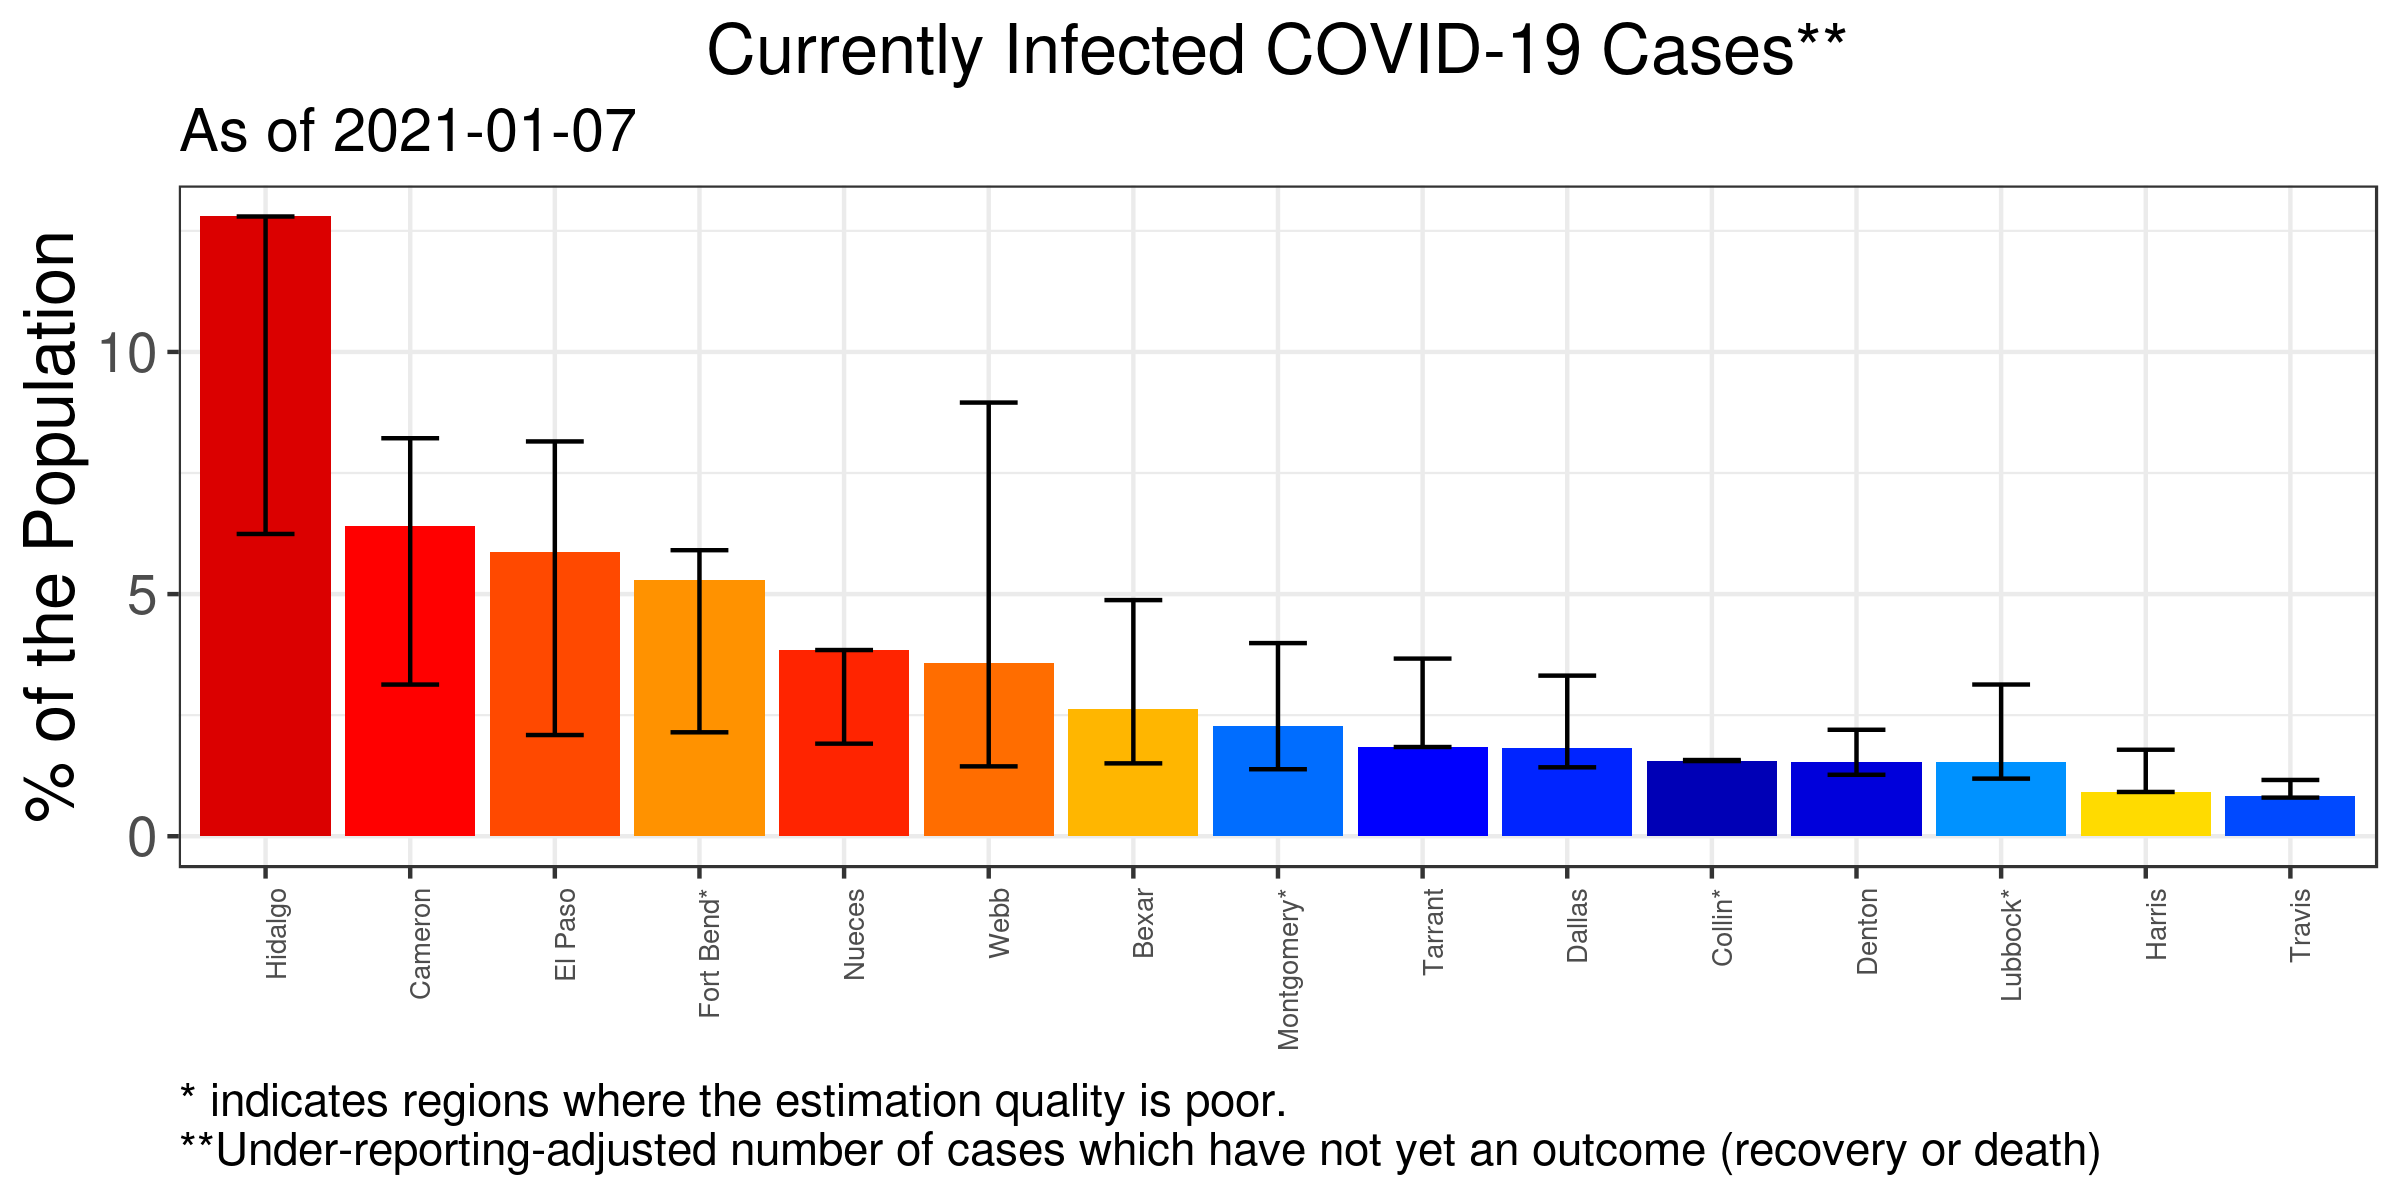 Currently Infected COVID-19 Cases**
As of 2021-01-07
% of the Population
10
5
0
Hidalgo
Cameron
El Paso
Fort Bend*
Nueces
Webb
Bexar
Montgomery*
Tarrant
Dallas
Collin*
Denton
Lubbock*
Harris
Travis
* indicates regions where the estimation quality is poor.
**Under-reporting-adjusted number of cases which have not yet an outcome (recovery or death)